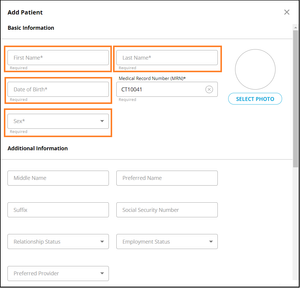 Add Patient
Basic Information
First Name*
Last Name*
Required
Required
Medical Record Number (MRN)*
Date of Birth*
CT10041
Required
Required
SELECT PHOTO
Sex*
Required
Additional Information
Middle Name
Preferred Name
Suffix
Social Security Number
Relationship Status
Employment Status
Preferred Provider